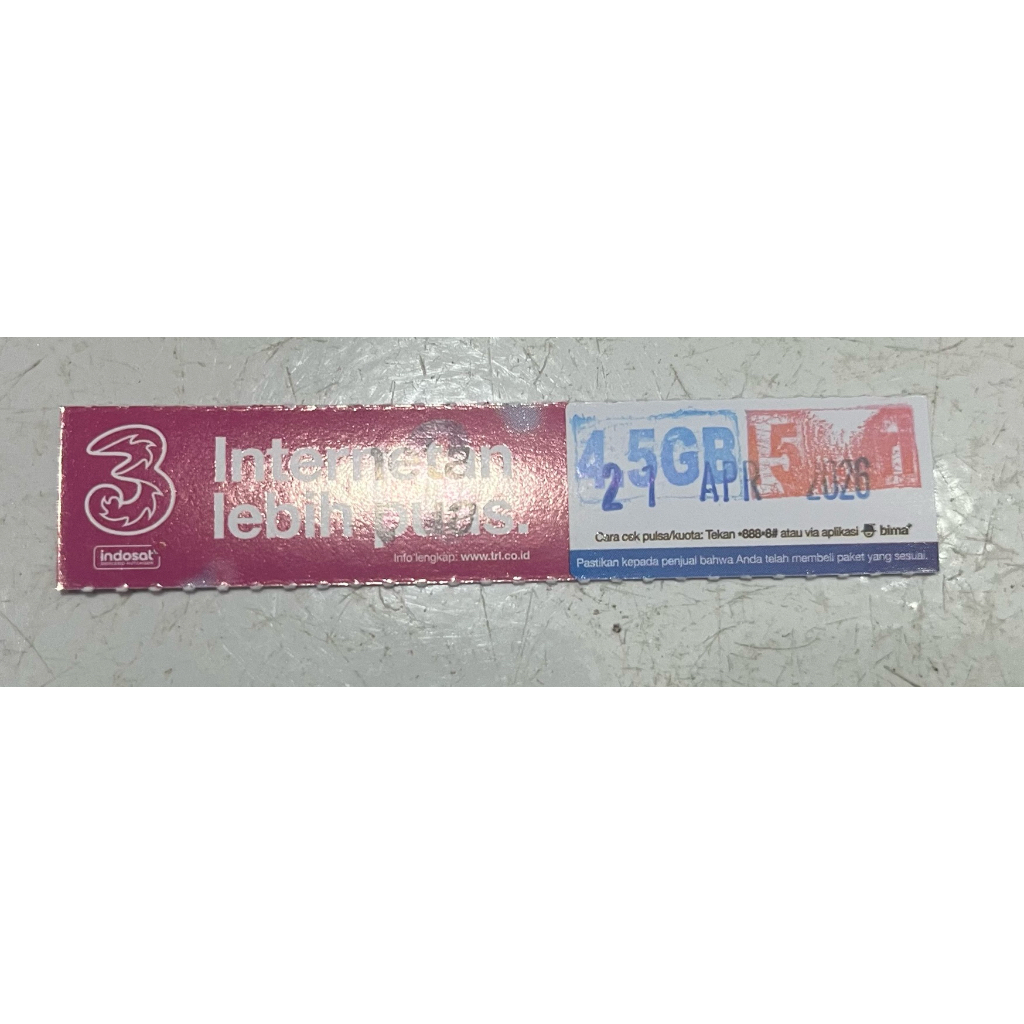 3
indosat
Internetan
lebih puas.
Info lengkap: www.tri.co.id
4.5GB 5
21 APR 2026
Cara cek pulsa/kuota: Tekan *888*8# atau via aplikasi bima+
Pastikan kepada penjual bahwa Anda telah membeli paket yang sesuai.